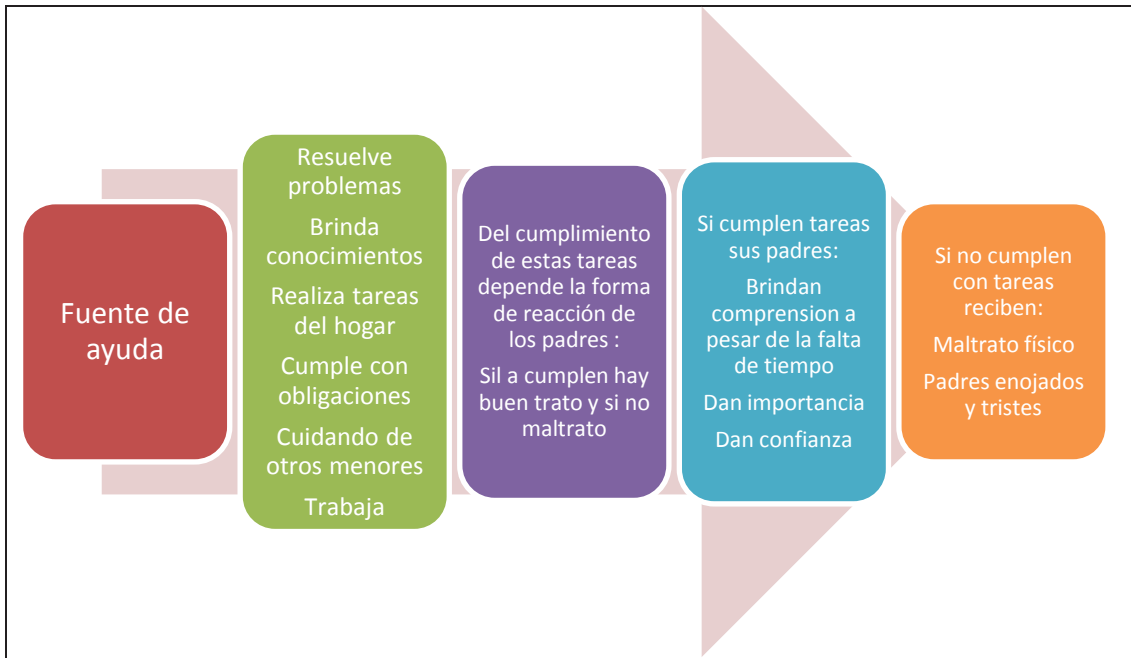 Fuente de
ayuda
Resuelve
problemas
Brinda
conocimientos
Realiza tareas
del hogar
Cumple con
obligaciones
Cuidando de
otros menores
Trabaja
Del cumplimiento
de estas tareas
depende la forma
de reacción de
los padres :
Sil a cumplen hay
buen trato y si no
maltrato
Si cumplen tareas
sus padres:
Brindan
comprension a
pesar de la falta
de tiempo
Dan importancia
Dan confianza
Si no cumplen
con tareas
reciben:
Maltrato físico
Padres enojados
y tristes